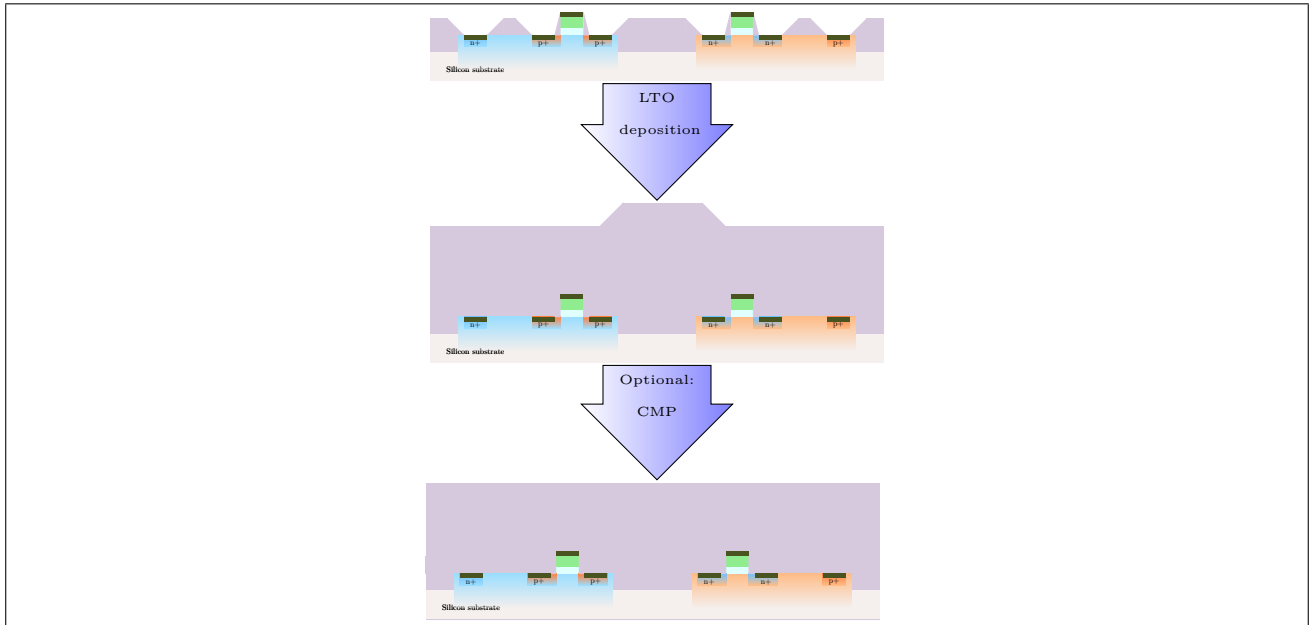 n+ p+ p+ n+ n+ p+
Silicon substrate
LTO
deposition
n+ p+ p+ n+ n+ p+
Silicon substrate
Optional:
CMP
n+ p+ p+ n+ n+ p+
Silicon substrate